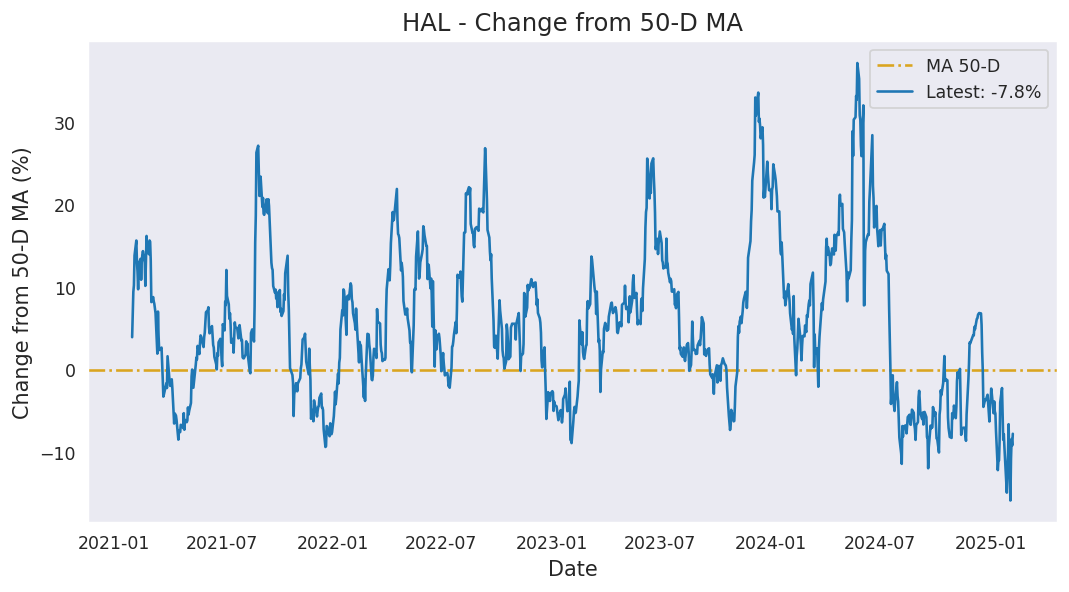 HAL - Change from 50-D MA
MA 50-D
Latest: -7.8%
Change from 50-D MA (%)
30
20
10
0
−10
2021-01 2021-07 2022-01 2022-07 2023-01 2023-07 2024-01 2024-07 2025-01
Date